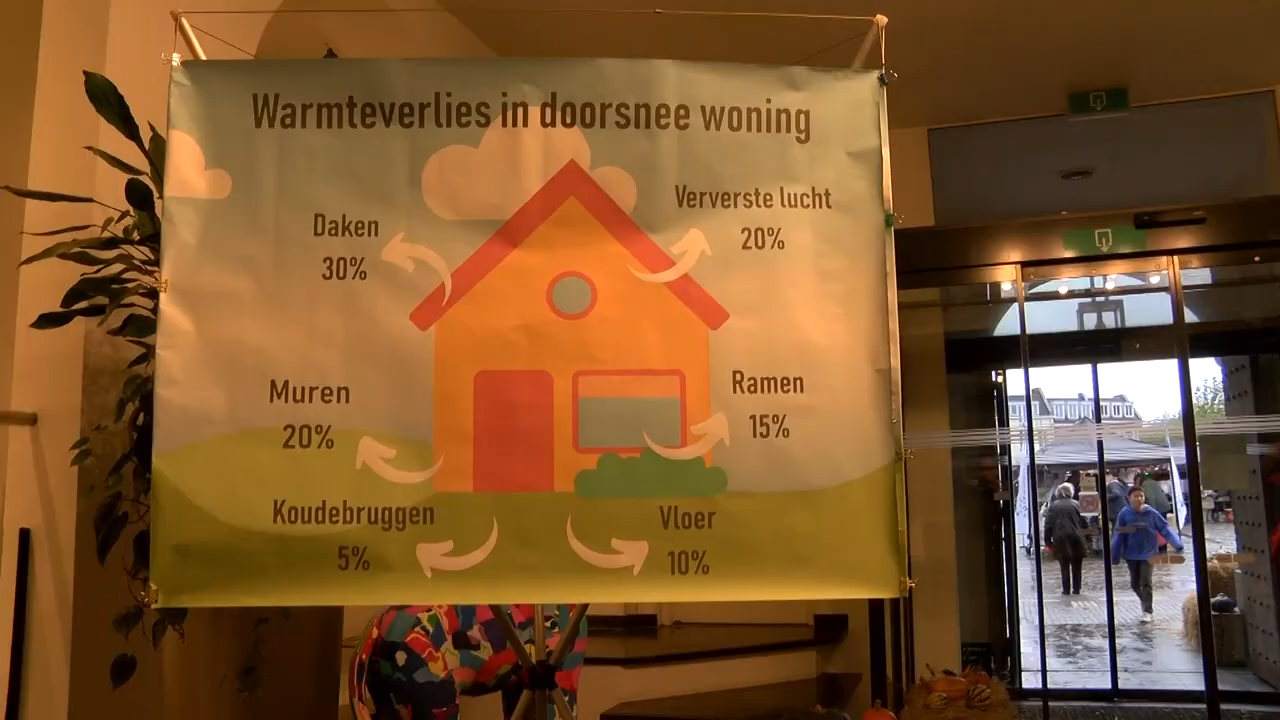 Warmteverlies in doorsnee woning
Daken
30%
Ververste lucht
20%
Muren
20%
Ramen
15%
Koudebruggen
5%
Vloer
10%